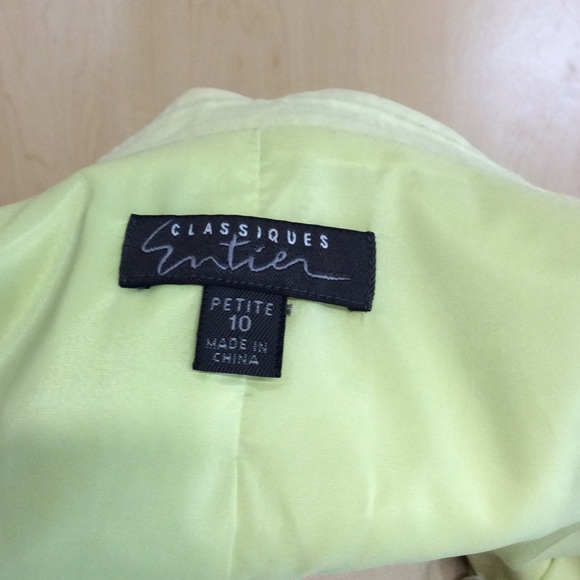 CLASSIQUES
Entier
PETITE
10
MADE IN
CHINA